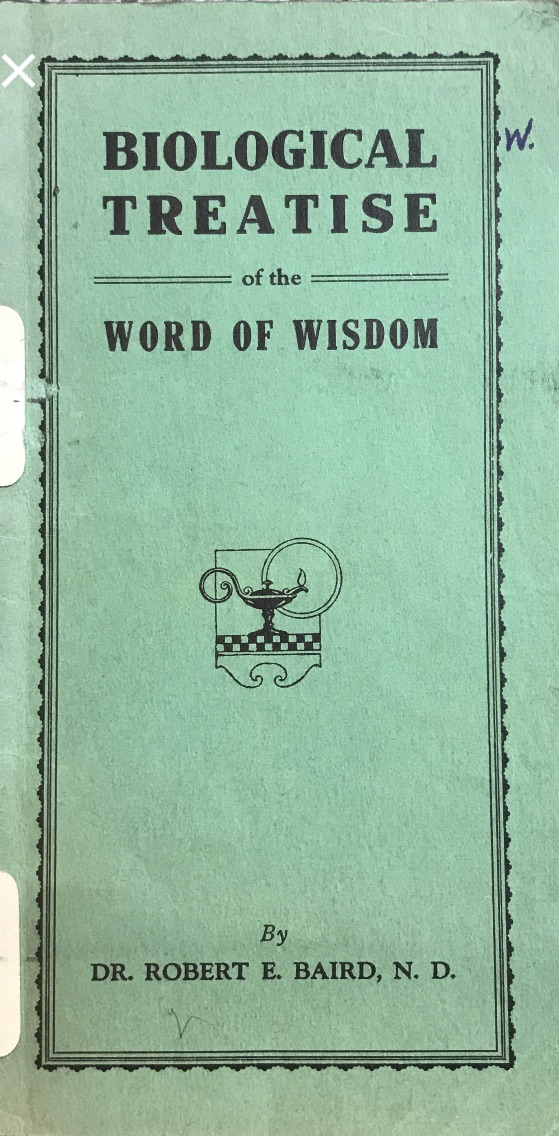 W.
BIOLOGICAL
TREATISE
of the
WORD OF WISDOM
By
DR. ROBERT E. BAIRD, N. D.